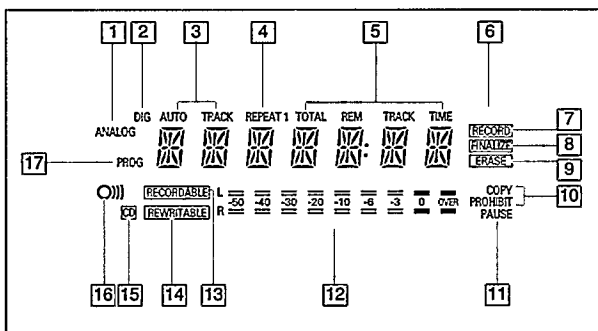 1 2 3 4 5 6
DIG AUTO TRACK REPEAT 1 TOTAL REM TRACK TIME
ANALOG
RECORD 7
FINALIZE 8
17 PROG
ERASE 9
RECORDABLE L COPY
-50 -40 -30 -20 -10 -6 -3 0 OVER
PROHIBIT 10
CD REWRITABLE R PAUSE
16 15 14 13 12 11